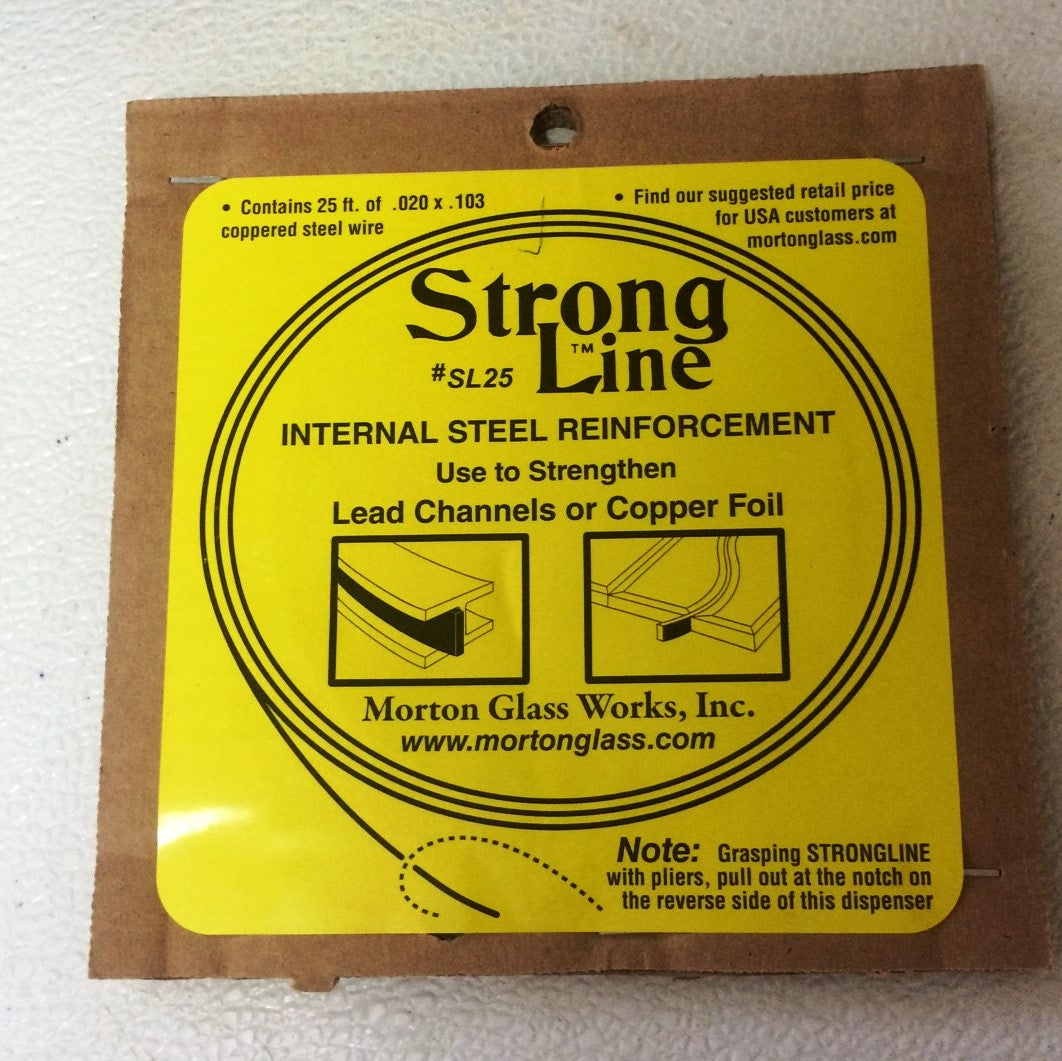 • Contains 25 ft. of .020 x .103
coppered steel wire
• Find our suggested retail price
for USA customers at
mortonglass.com
Strong
Line™
#SL25
INTERNAL STEEL REINFORCEMENT
Use to Strengthen
Lead Channels or Copper Foil
Morton Glass Works, Inc.
www.mortonglass.com
Note: Grasping STRONGLINE
with pliers, pull out at the notch on
the reverse side of this dispenser